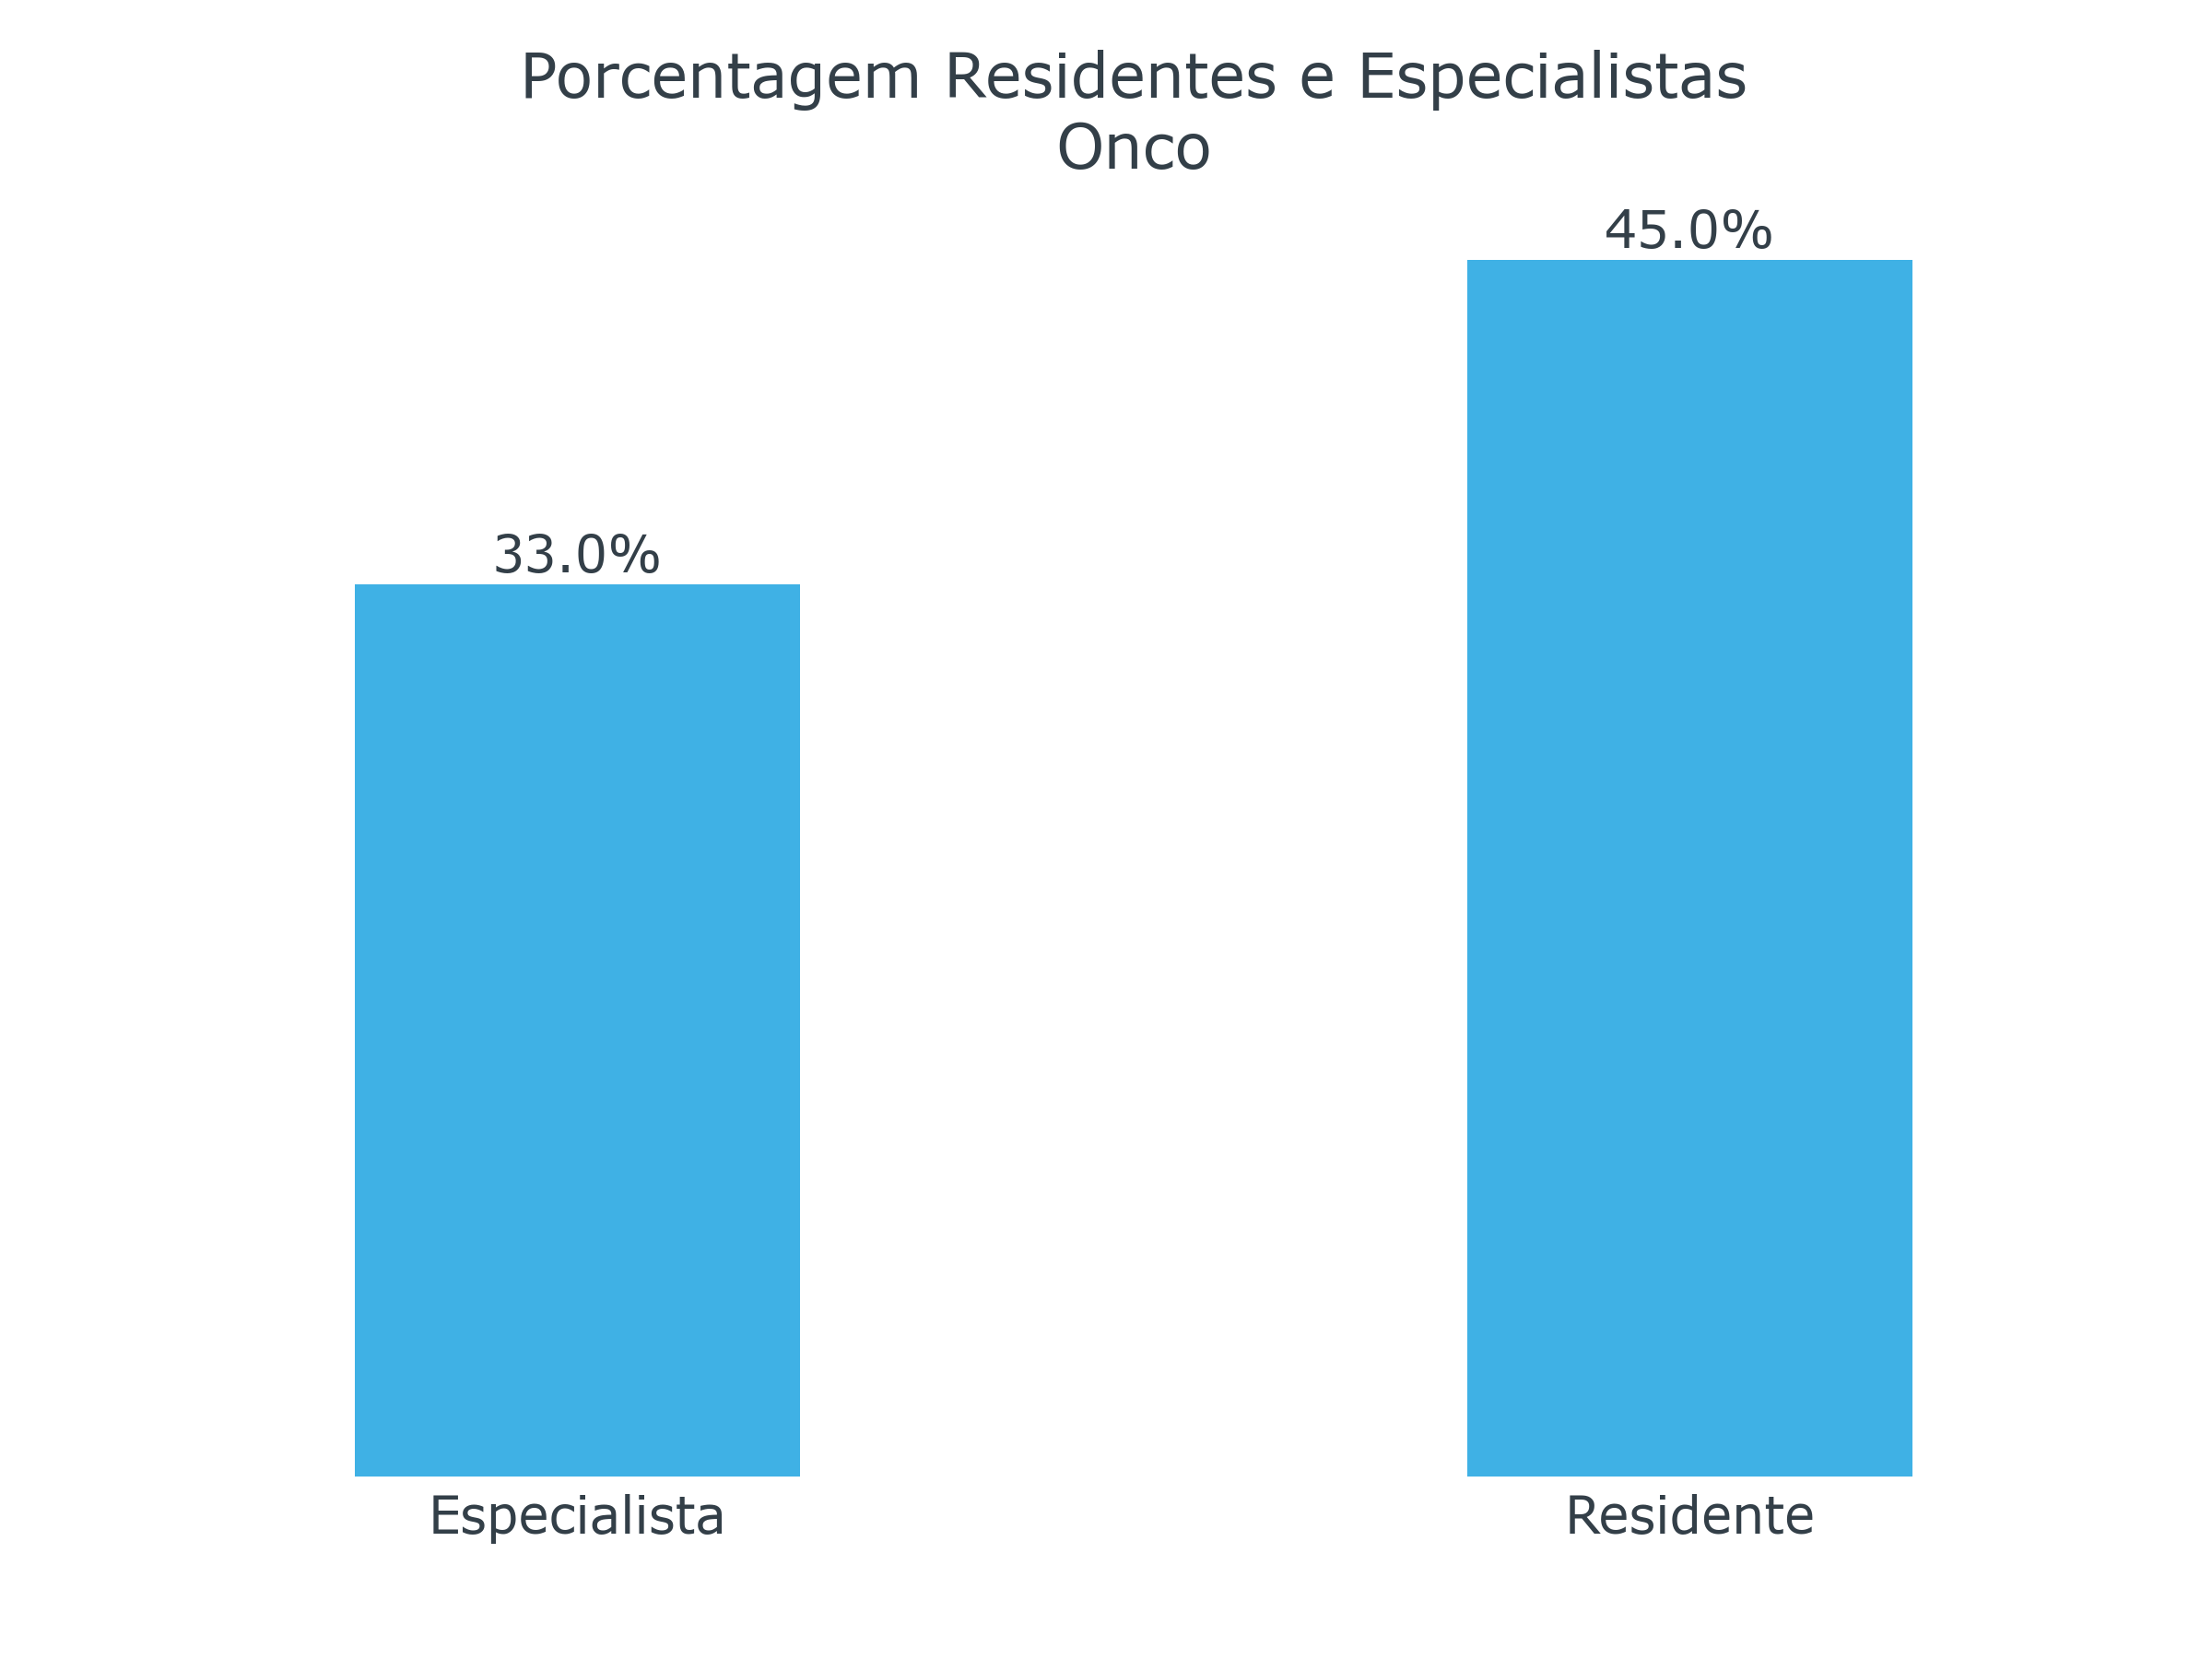 Porcentagem Residentes e Especialistas
Onco
45.0%
33.0%
Especialista
Residente